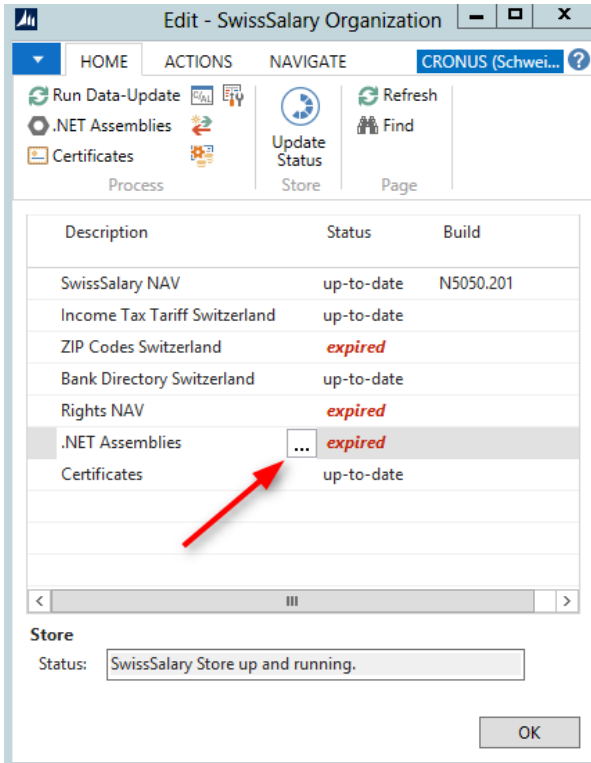 Edit - SwissSalary Organization
HOME ACTIONS NAVIGATE CRONUS (Schwei... ?
Run Data-Update C/AL Refresh
.NET Assemblies Update Status Find
Certificates
Process Store Page
Description Status Build
SwissSalary NAV up-to-date N5050.201
Income Tax Tariff Switzerland up-to-date
ZIP Codes Switzerland expired
Bank Directory Switzerland up-to-date
Rights NAV expired
.NET Assemblies ... expired
Certificates up-to-date
Store
Status: SwissSalary Store up and running.
OK